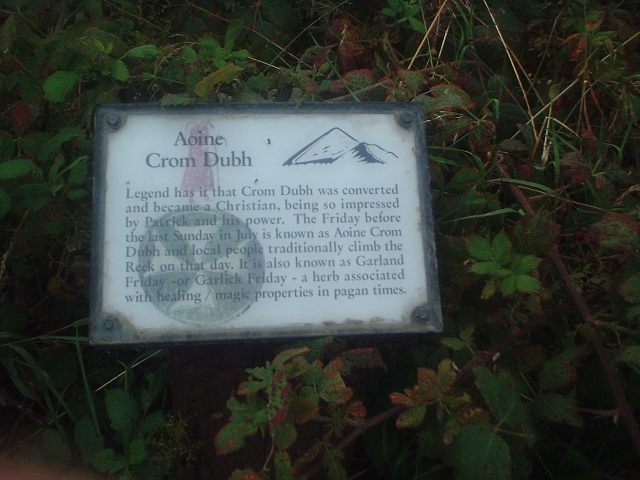 Aoine
Crom Dubh
Legend has it that Crom Dubh was converted
and became a Christian, being so impressed
by Patrick and his power. The Friday before
the last Sunday in July is known as Aoine Crom
Dubh and local people traditionally climb the
Reek on that day. It is also known as Garland
Friday -or Garlick Friday - a herb associated
with healing / magic properties in pagan times.